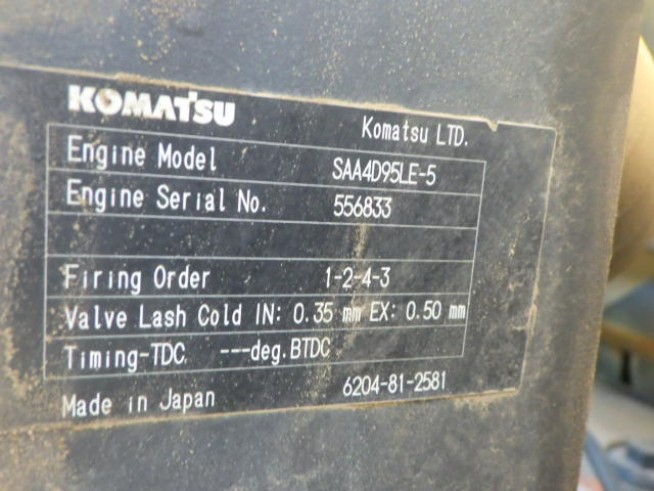 KOMATSU
Komatsu LTD.
Engine Model SAA4D95LE-5
Engine Serial No. 556833
Firing Order 1-2-4-3
Valve Lash Cold IN: 0.35 mm EX: 0.50 mm
Timing-TDC, ---deg.BTDC
Made in Japan 6204-81-2581